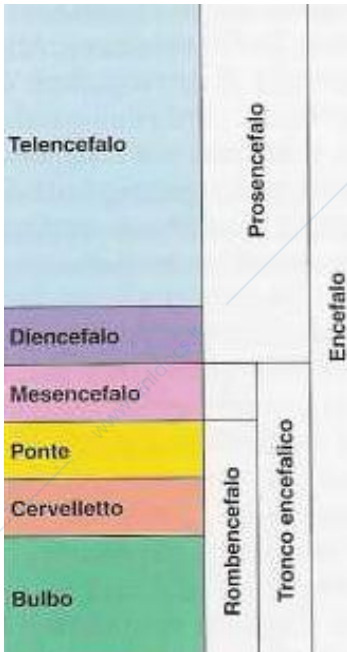 Telencefalo
Diencefalo
Mesencefalo
Ponte
Cervelletto
Bulbo
Prosencefalo
Rombencefalo
Tronco encefalico
Encefalo